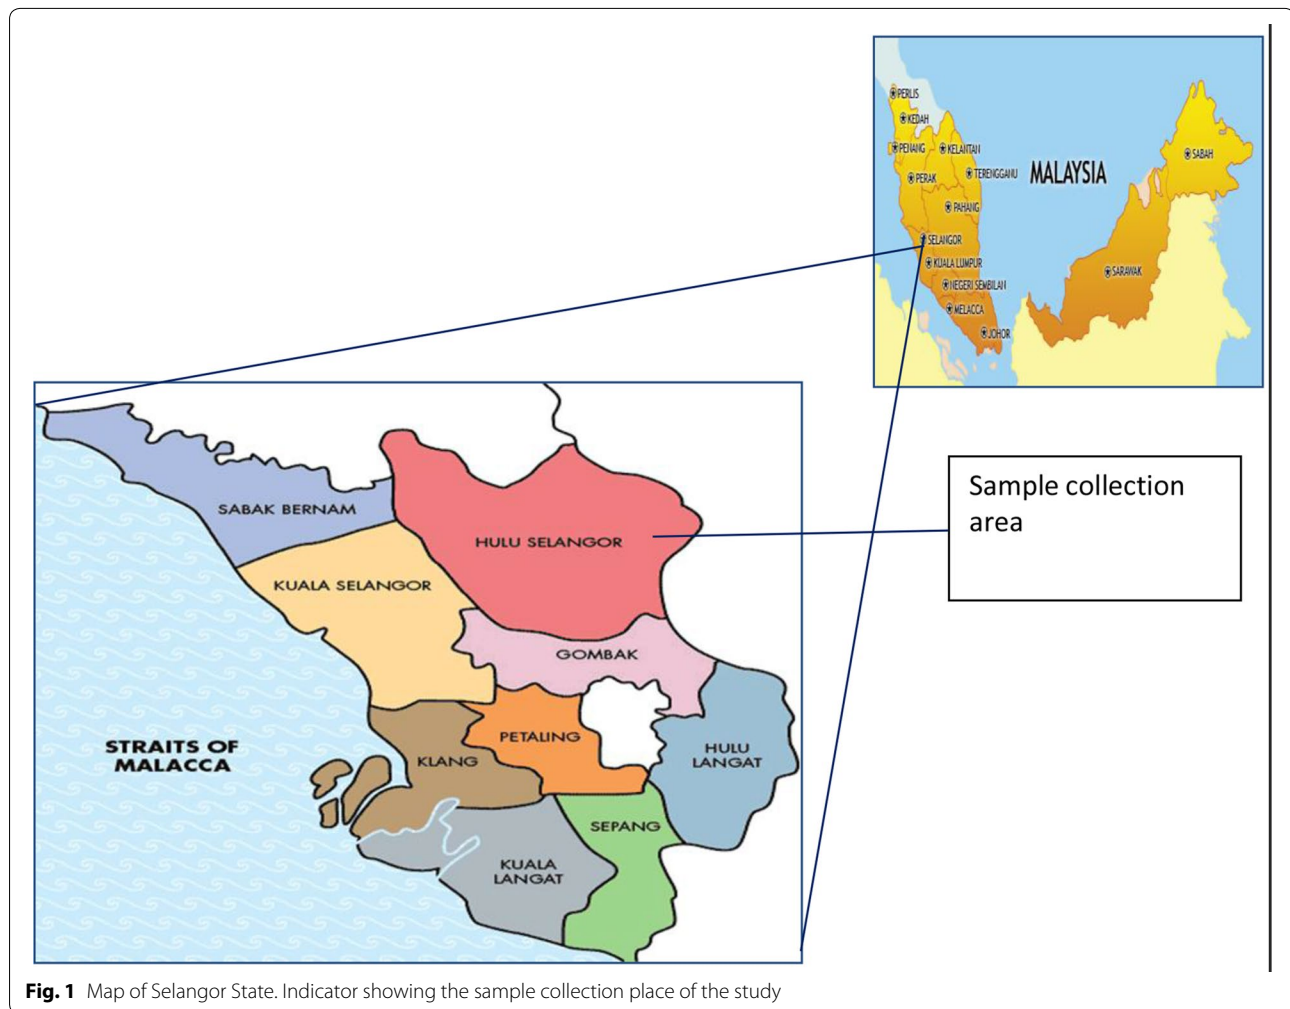 PERLIS
KEDAH
PENANG
KELANTAN
TERENGGANU
PERAK
MALAYSIA
SABAH
PAHANG
SELANGOR
KUALA LUMPUR
SARAWAK
NEGERI SEMBILAN
MELACCA
JOHOR
Sample collection
area
SABAK BERNAM
HULU SELANGOR
KUALA SELANGOR
GOMBAK
STRAITS OF
MALACCA
KLANG
PETALING
HULU
LANGAT
SEPANG
KUALA
LANGAT
Fig. 1 Map of Selangor State. Indicator showing the sample collection place of the study